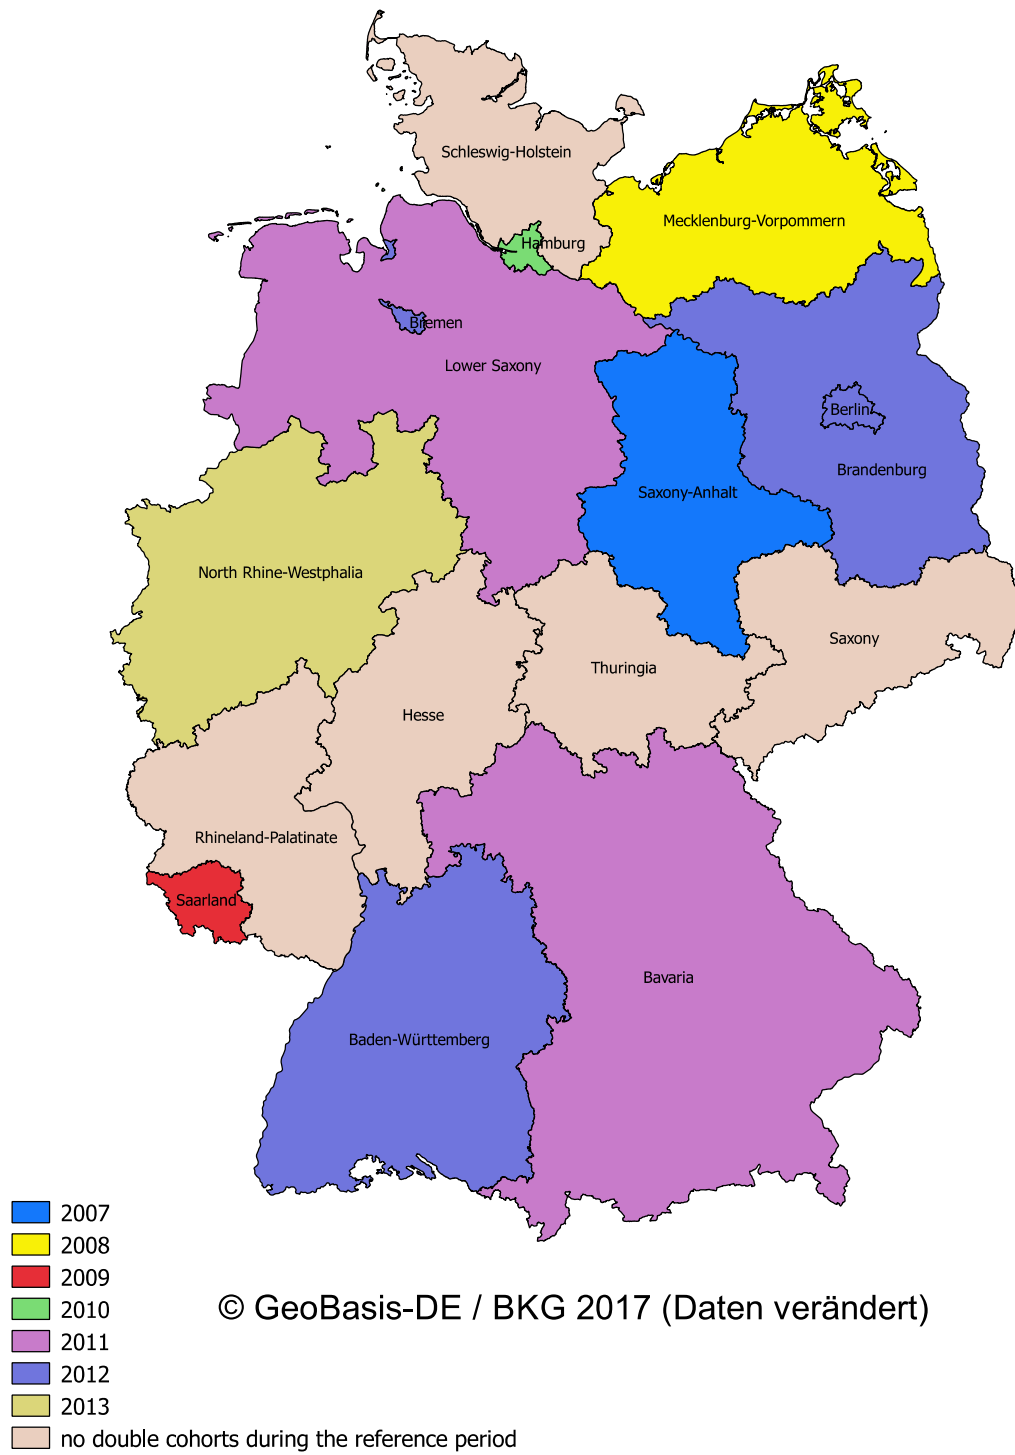 Schleswig-Holstein
Mecklenburg-Vorpommern
Hamburg
Bremen
Lower Saxony
Berlin
Brandenburg
Saxony-Anhalt
North Rhine-Westphalia
Saxony
Thuringia
Hesse
Rhineland-Palatinate
Saarland
Bavaria
Baden-Württemberg
2007
2008
2009
2010
2011
2012
2013
no double cohorts during the reference period
© GeoBasis-DE / BKG 2017 (Daten verändert)